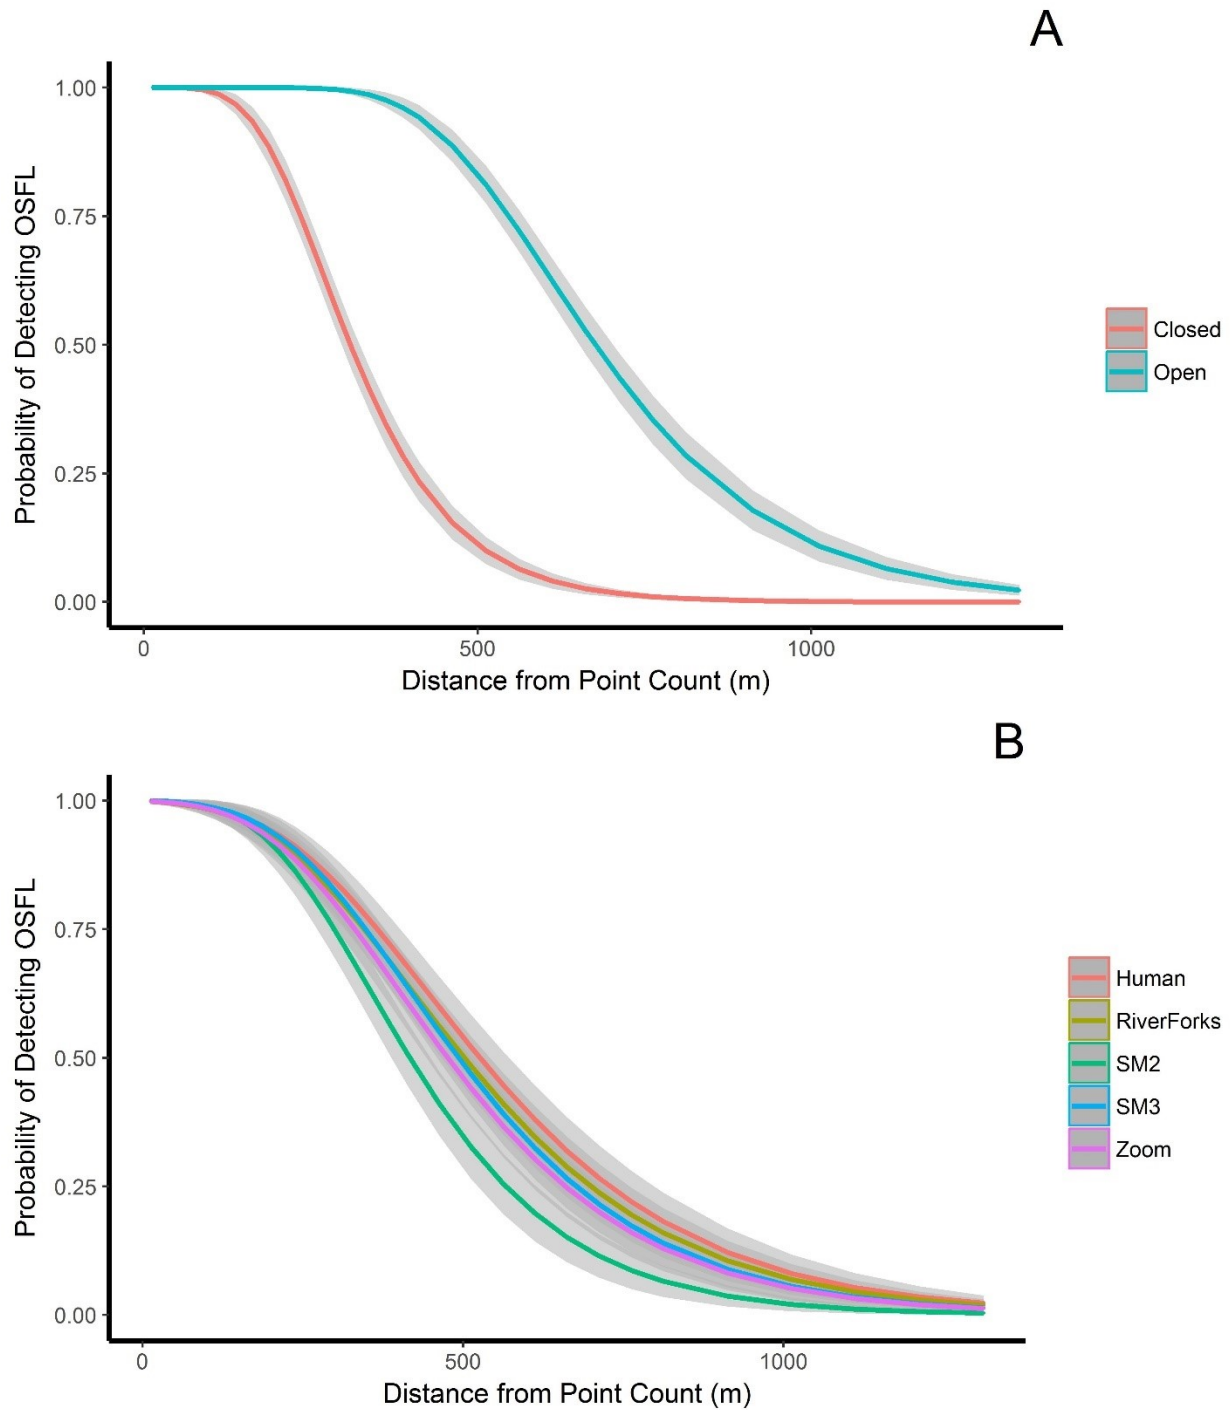 A
Probability of Detecting OSFL
1.00
0.75
0.50
0.25
0.00
0
500
1000
Distance from Point Count (m)
Closed
Open
B
Probability of Detecting OSFL
1.00
0.75
0.50
0.25
0.00
0
500
1000
Distance from Point Count (m)
Human
RiverForks
SM2
SM3
Zoom